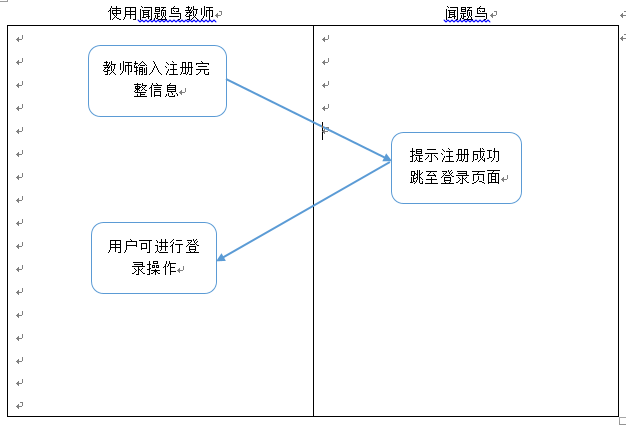 使用闻题鸟教师
闻题鸟
教师输入注册完
整信息
提示注册成功
跳至登录页面
用户可进行登
录操作